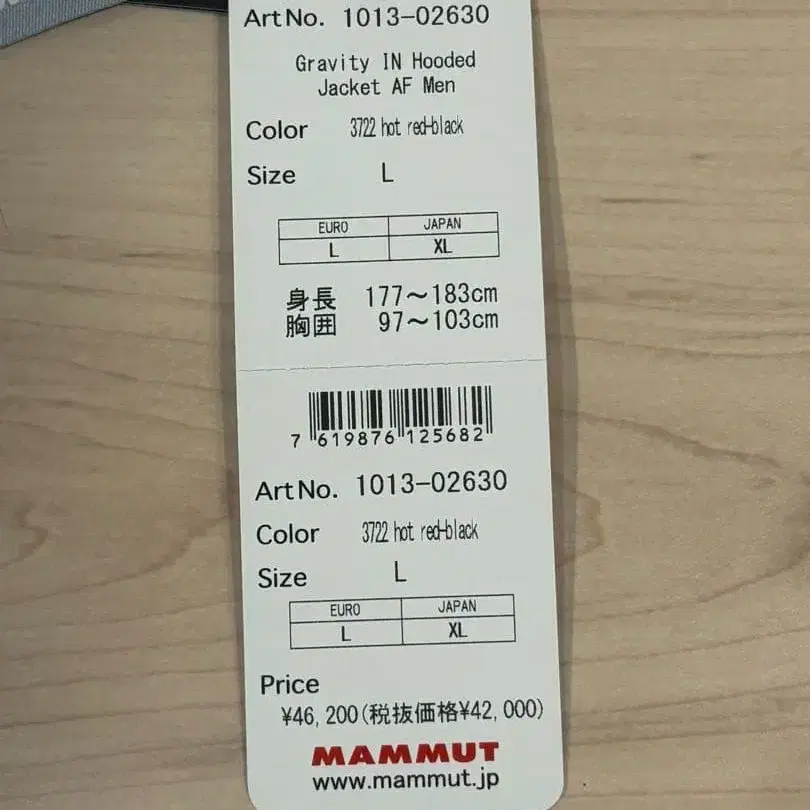 Art No. 1013-02630
Gravity IN Hooded
Jacket AF Men
Color 3722 hot red-black
Size L
EURO JAPAN
L XL
身長 177～183cm
胸囲 97～103cm
7 619876 125682
Art No. 1013-02630
Color 3722 hot red-black
Size L
EURO JAPAN
L XL
Price
¥46,200(税抜価格¥42,000)
MAMMUT
www.mammut.jp